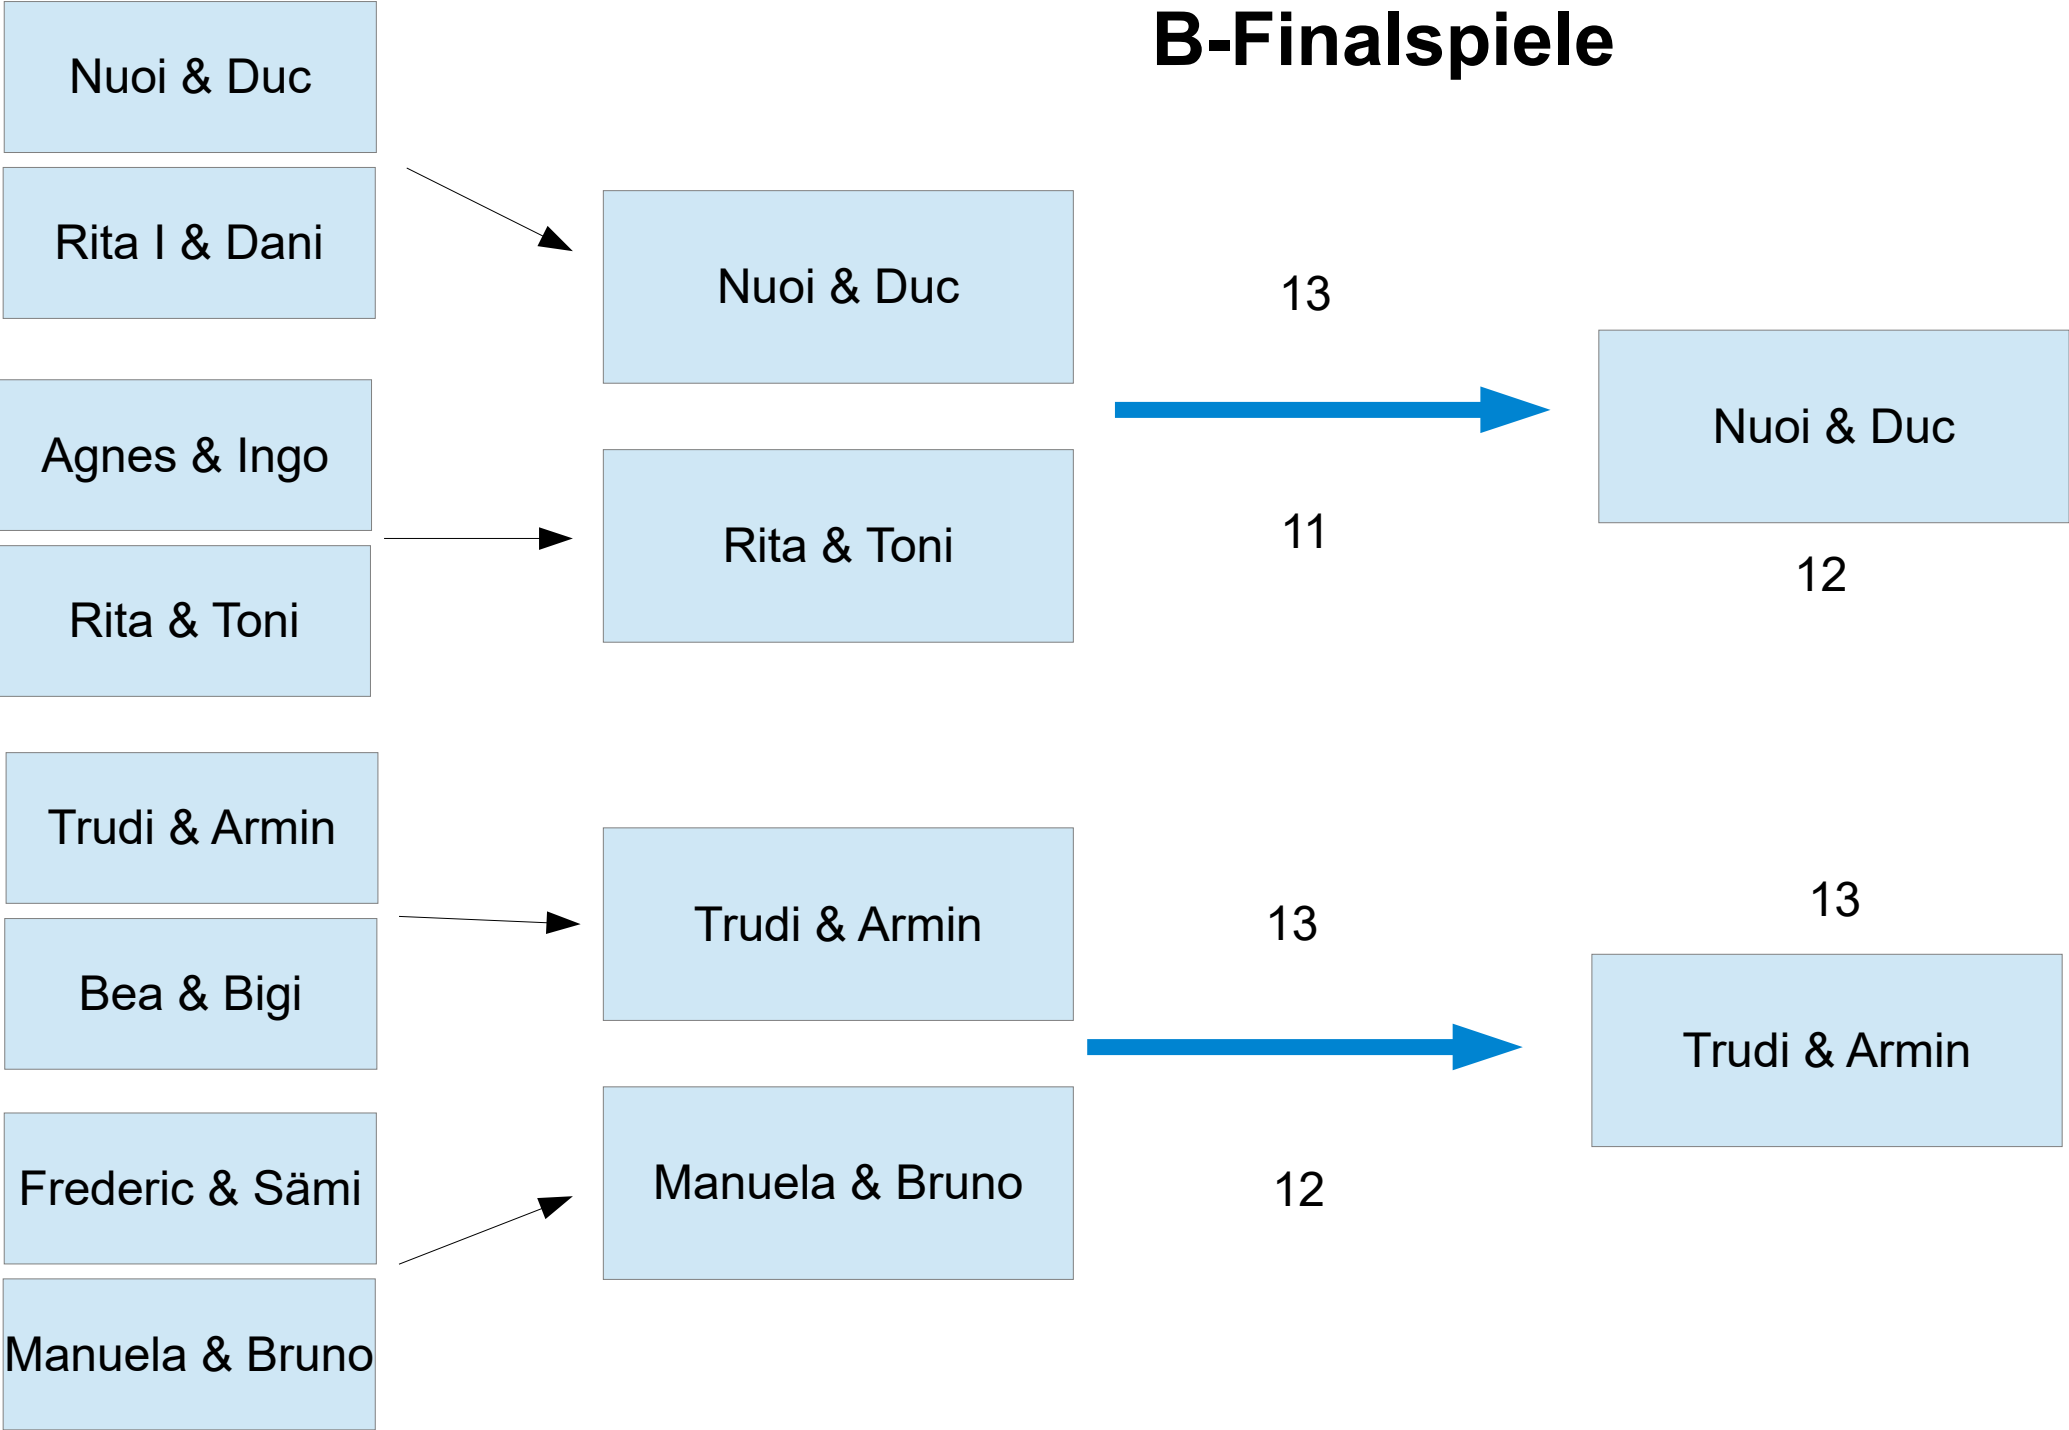 B-Finalspiele
Nuoi & Duc
Rita I & Dani
Agnes & Ingo
Rita & Toni
Trudi & Armin
Bea & Bigi
Frederic & Sämi
Manuela & Bruno
Nuoi & Duc
Rita & Toni
Trudi & Armin
Manuela & Bruno
13
11
13
12
Nuoi & Duc
12
13
Trudi & Armin